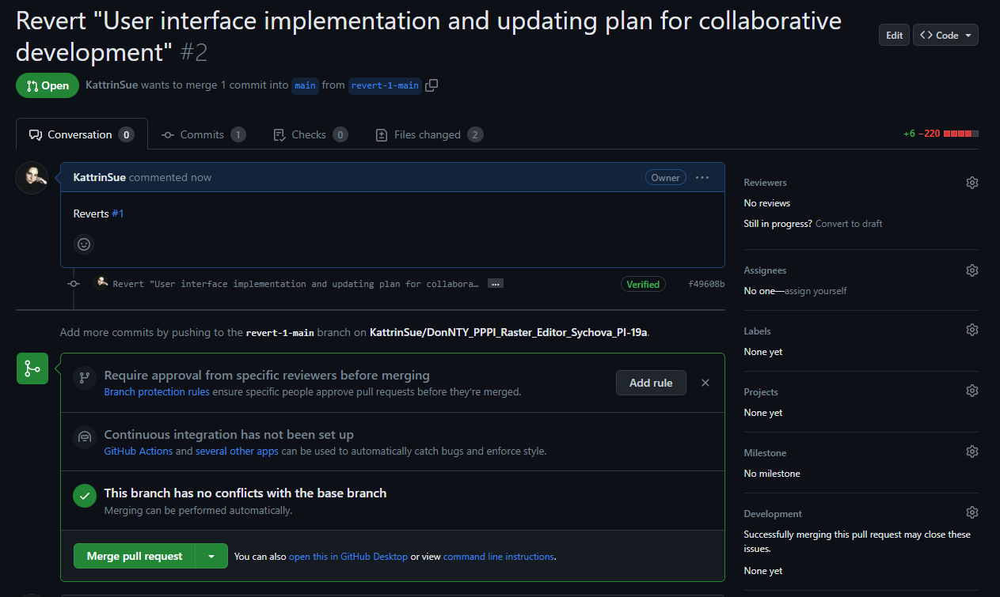 Revert "User interface implementation and updating plan for collaborative
development" #2
Edit
<> Code
Open
KattrinSue wants to merge 1 commit into main from revert-1-main
Conversation 0
Commits 1
Checks 0
Files changed 2
+6 −220
KattrinSue commented now
Owner
Reverts #1
Revert "User interface implementation and updating plan for collabora…
...
Verified
f49608b
Add more commits by pushing to the revert-1-main branch on KattrinSue/DonNTY_PPPI_Raster_Editor_Sychova_PI-19a.
Require approval from specific reviewers before merging
Branch protection rules ensure specific people approve pull requests before they're merged.
Add rule
Continuous integration has not been set up
GitHub Actions and several other apps can be used to automatically catch bugs and enforce style.
This branch has no conflicts with the base branch
Merging can be performed automatically.
Merge pull request
You can also open this in GitHub Desktop or view command line instructions.
Reviewers
No reviews
Still in progress? Convert to draft
Assignees
No one—assign yourself
Labels
None yet
Projects
None yet
Milestone
No milestone
Development
Successfully merging this pull request may close these
issues.
None yet